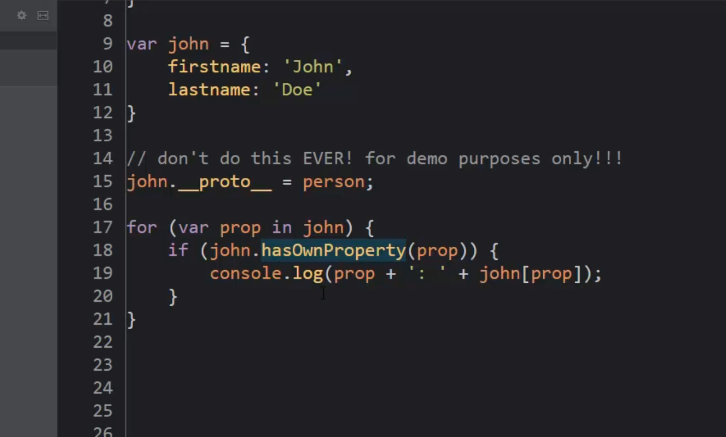 }
8
9 var john = {
10     firstname: 'John',
11     lastname: 'Doe'
12 }
13
14 // don't do this EVER! for demo purposes only!!!
15 john.__proto__ = person;
16
17 for (var prop in john) {
18     if (john.hasOwnProperty(prop)) {
19         console.log(prop + ': ' + john[prop]);
20     }
21 }
22
23
24
25
26